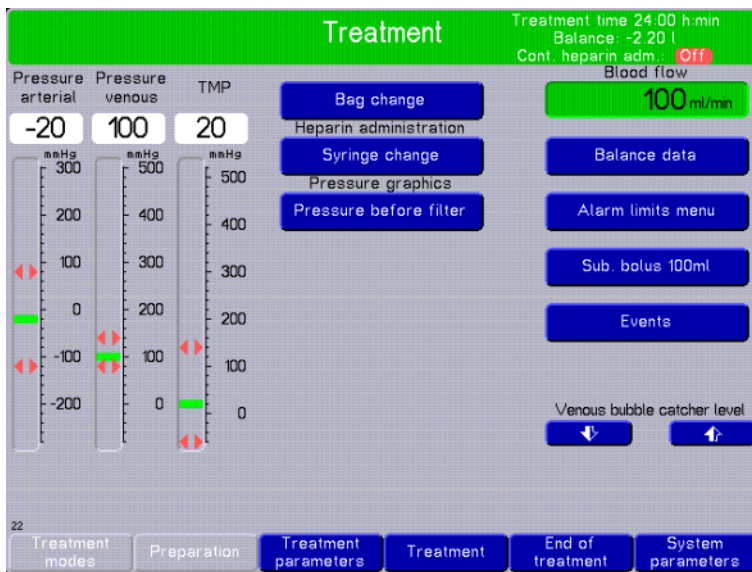 Treatment
Treatment time 24:00 h:min
Balance: -2.20 l
Cont. heparin adm.: Off
Pressure arterial
Pressure venous
TMP
-20
100
20
mmHg
300
200
100
0
-100
-200
mmHg
500
400
300
200
100
0
mmHg
500
400
300
200
100
0
Bag change
Heparin administration
Syringe change
Pressure graphics
Pressure before filter
Blood flow
100 ml/min
Balance data
Alarm limits menu
Sub. bolus 100ml
Events
Venous bubble catcher level
22
Treatment
modes
Preparation
Treatment
parameters
Treatment
End of
treatment
System
parameters